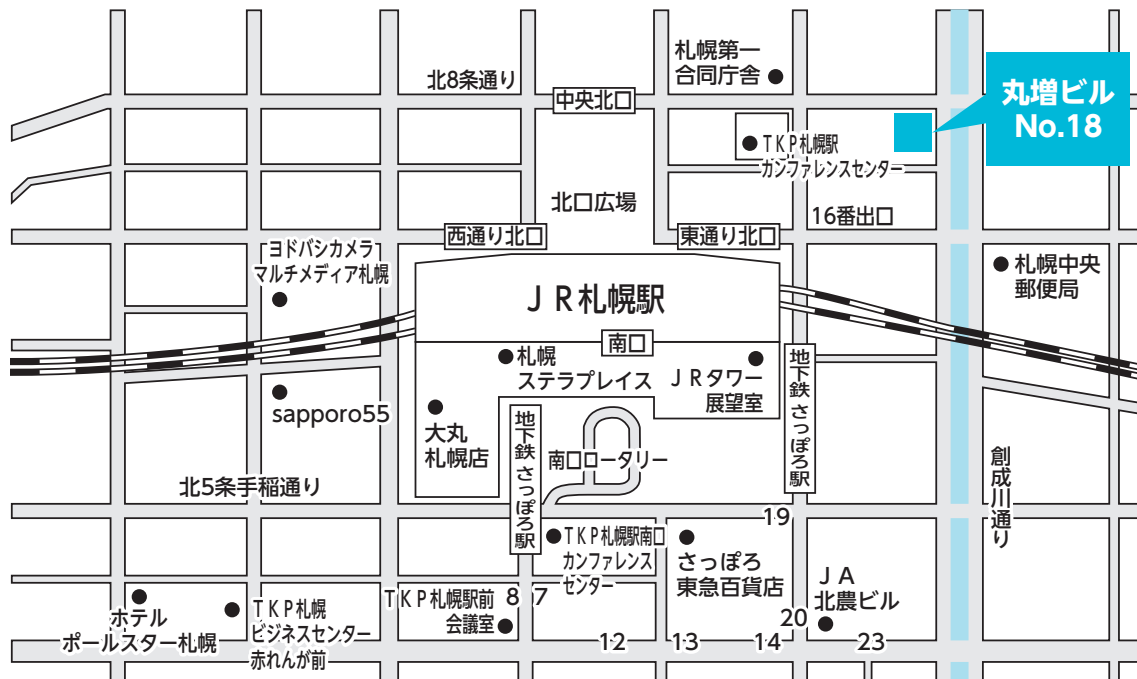 札幌第一
合同庁舎
北8条通り
中央北口
丸増ビル
No.18
TKP札幌駅
カンファレンスセンター
北口広場
16番出口
西通り北口
東通り北口
ヨドバシカメラ
マルチメディア札幌
札幌中央
郵便局
JR札幌駅
南口
札幌
ステラプレイス
JRタワー
展望室
地下鉄さっぽろ駅
sapporo55
大丸
札幌店
地下鉄さっぽろ駅
南口ロータリー
北5条手稲通り
創成川通り
19
TKP札幌駅南口
カンファレンス
センター
さっぽろ
東急百貨店
JA
北農ビル
ホテル
ポールスター札幌
TKP札幌
ビジネスセンター
赤れんが前
TKP札幌駅前
会議室
8
7
12
13
14
20
23